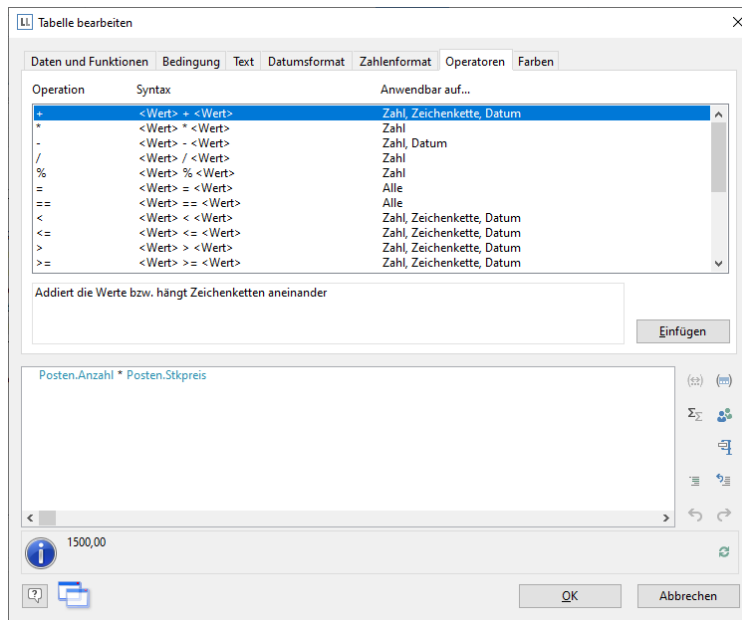 LL Tabelle bearbeiten
Daten und Funktionen Bedingung Text Datumsformat Zahlenformat Operatoren Farben
Operation Syntax Anwendbar auf...
+ <Wert> + <Wert> Zahl, Zeichenkette, Datum
* <Wert> * <Wert> Zahl
- <Wert> - <Wert> Zahl, Datum
/ <Wert> / <Wert> Zahl
% <Wert> % <Wert> Zahl
= <Wert> = <Wert> Alle
== <Wert> == <Wert> Alle
< <Wert> < <Wert> Zahl, Zeichenkette, Datum
<= <Wert> <= <Wert> Zahl, Zeichenkette, Datum
> <Wert> > <Wert> Zahl, Zeichenkette, Datum
>= <Wert> >= <Wert> Zahl, Zeichenkette, Datum
Addiert die Werte bzw. hängt Zeichenketten aneinander
Einfügen
Posten.Anzahl * Posten.Stkpreis
1500,00
OK Abbrechen